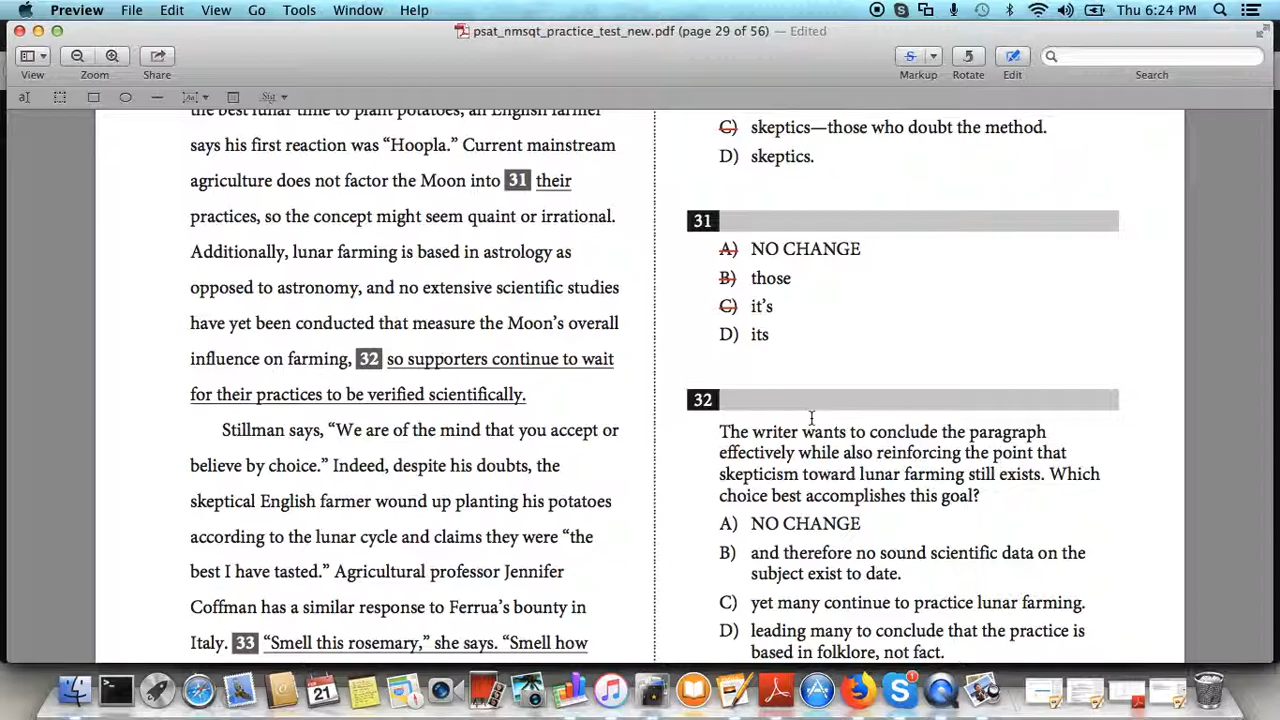 Preview File Edit View Go Tools Window Help
Thu 6:24 PM
psat_nmsqt_practice_test_new.pdf (page 29 of 56) — Edited
View Zoom Share Markup Rotate Edit Search
the best lunar time to plant potatoes, an English farmer
says his first reaction was “Hoopla.” Current mainstream
agriculture does not factor the Moon into 31 their
practices, so the concept might seem quaint or irrational.
Additionally, lunar farming is based in astrology as
opposed to astronomy, and no extensive scientific studies
have yet been conducted that measure the Moon’s overall
influence on farming, 32 so supporters continue to wait
for their practices to be verified scientifically.
Stillman says, “We are of the mind that you accept or
believe by choice.” Indeed, despite his doubts, the
skeptical English farmer wound up planting his potatoes
according to the lunar cycle and claims they were “the
best I have tasted.” Agricultural professor Jennifer
Coffman has a similar response to Ferrua’s bounty in
Italy. 33 “Smell this rosemary,” she says. “Smell how
C) skeptics—those who doubt the method.
D) skeptics.
31
A) NO CHANGE
B) those
C) it’s
D) its
32
The writer wants to conclude the paragraph
effectively while also reinforcing the point that
skepticism toward lunar farming still exists. Which
choice best accomplishes this goal?
A) NO CHANGE
B) and therefore no sound scientific data on the
subject exist to date.
C) yet many continue to practice lunar farming.
D) leading many to conclude that the practice is
based in folklore, not fact.